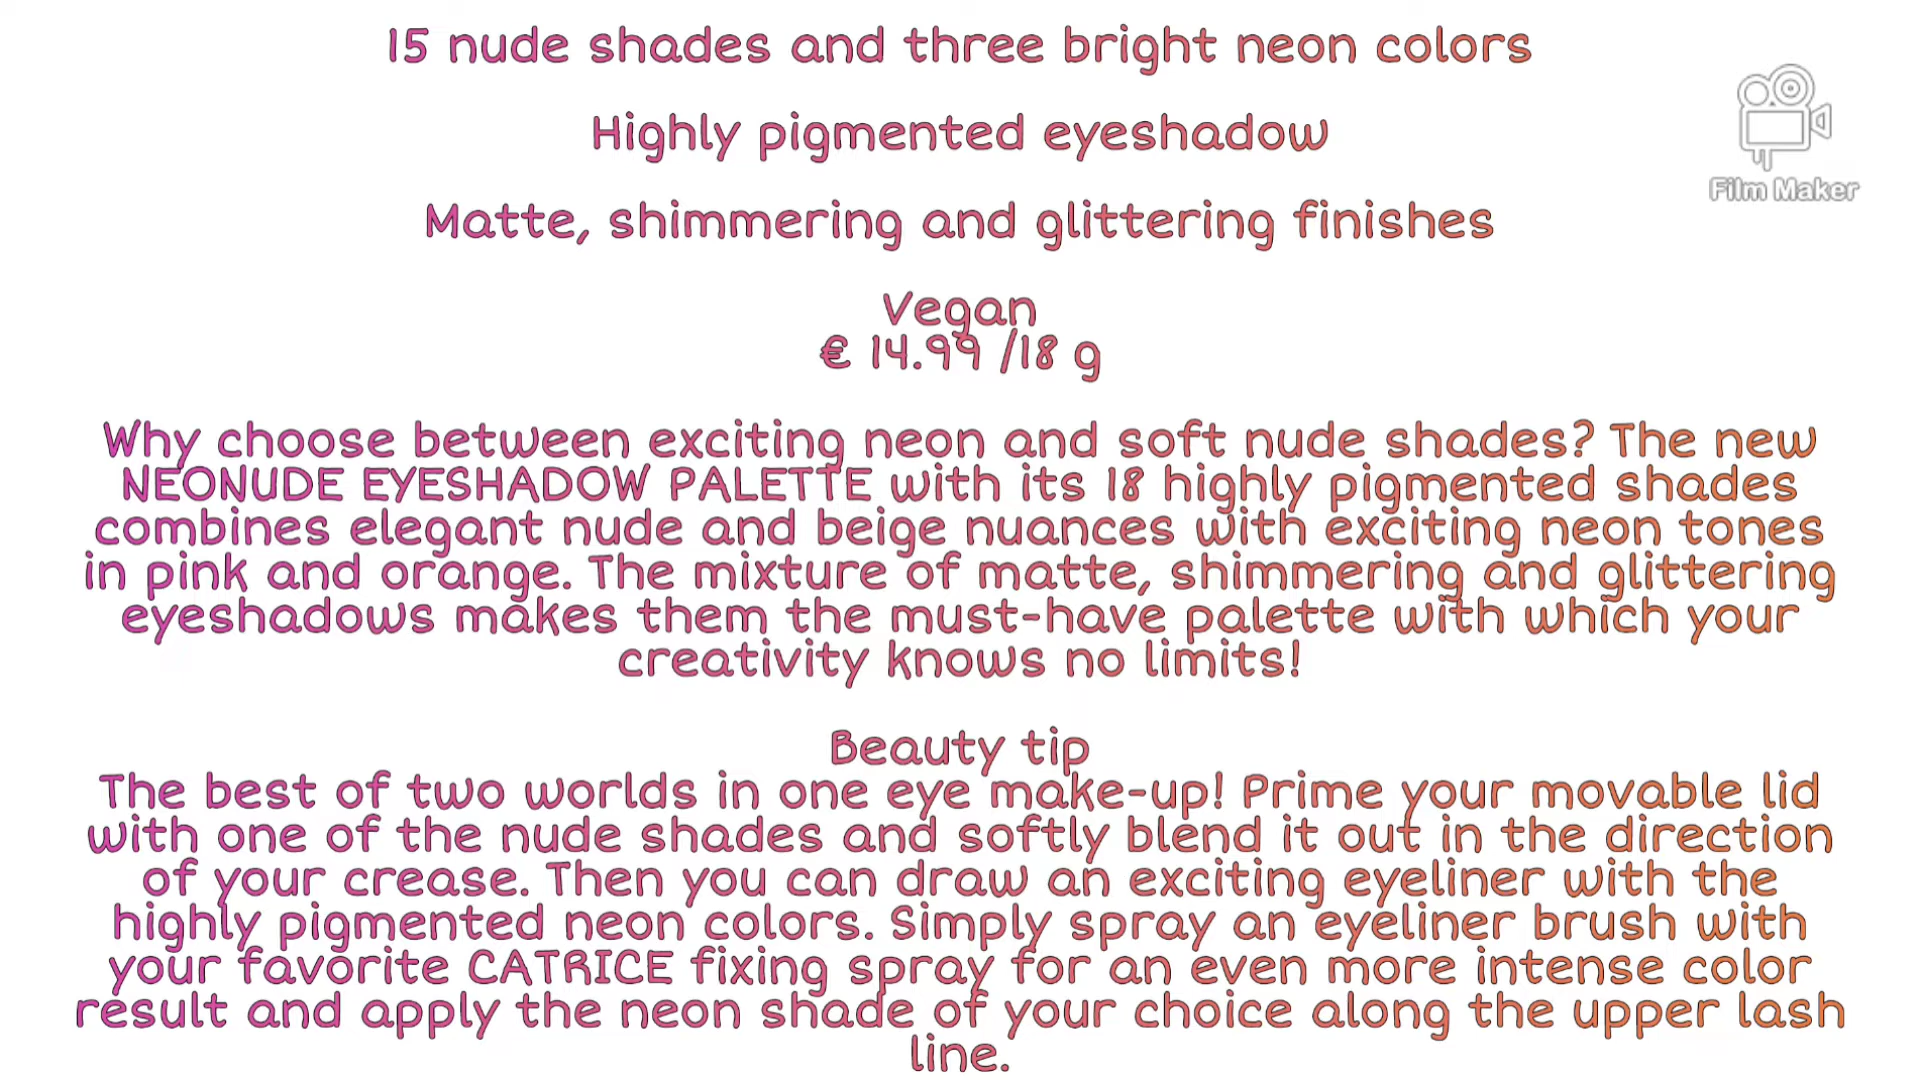 15 nude shades and three bright neon colors
Highly pigmented eyeshadow
Film Maker
Matte, shimmering and glittering finishes
Vegan
€ 14.99 /18 g
Why choose between exciting neon and soft nude shades? The new
NEONUDE EYESHADOW PALETTE with its 18 highly pigmented shades
combines elegant nude and beige nuances with exciting neon tones
in pink and orange. The mixture of matte, shimmering and glittering
eyeshadows makes them the must-have palette with which your
creativity knows no limits!
Beauty tip
The best of two worlds in one eye make-up! Prime your movable lid
with one of the nude shades and softly blend it out in the direction
of your crease. Then you can draw an exciting eyeliner with the
highly pigmented neon colors. Simply spray an eyeliner brush with
your favorite CATRICE fixing spray for an even more intense color
result and apply the neon shade of your choice along the upper lash
line.